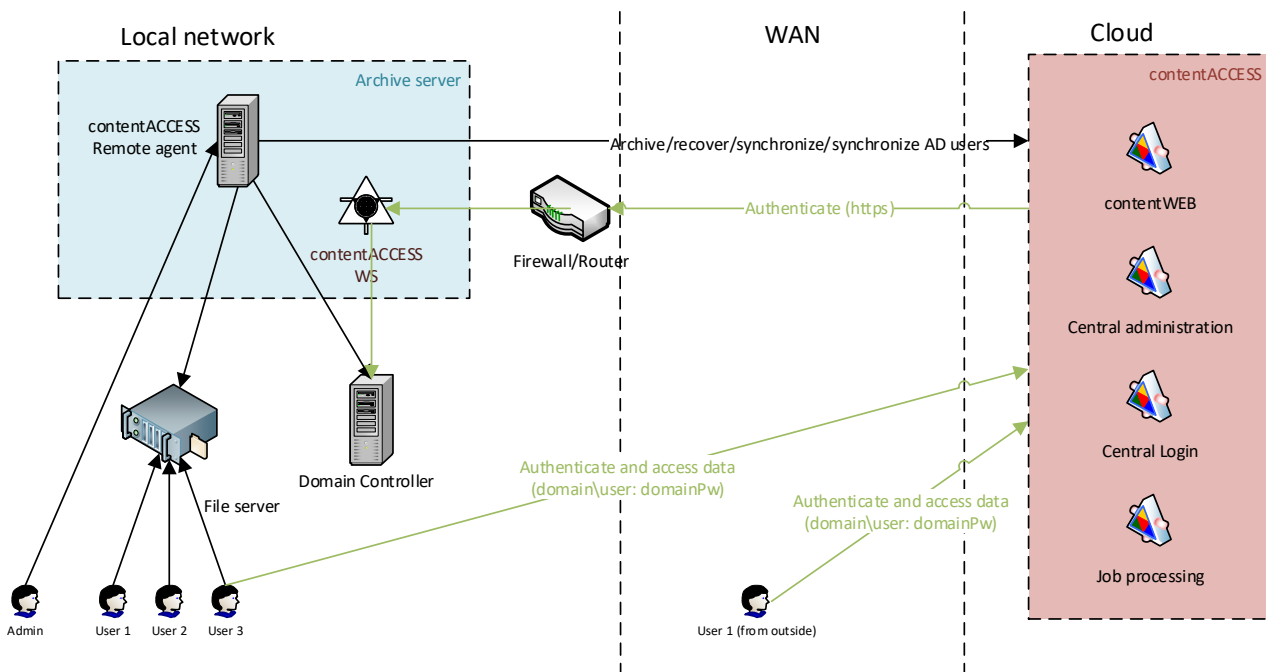 Local network
WAN
Cloud
Archive server
contentACCESS
contentACCESS
Remote agent
Archive/recover/synchronize/synchronize AD users
contentWEB
Authenticate (https)
contentACCESS
WS
Firewall/Router
Central administration
Domain Controller
File server
Authenticate and access data
(domain\user: domainPw)
Central Login
Authenticate and access data
(domain\user: domainPw)
Job processing
Admin
User 1
User 2
User 3
User 1 (from outside)